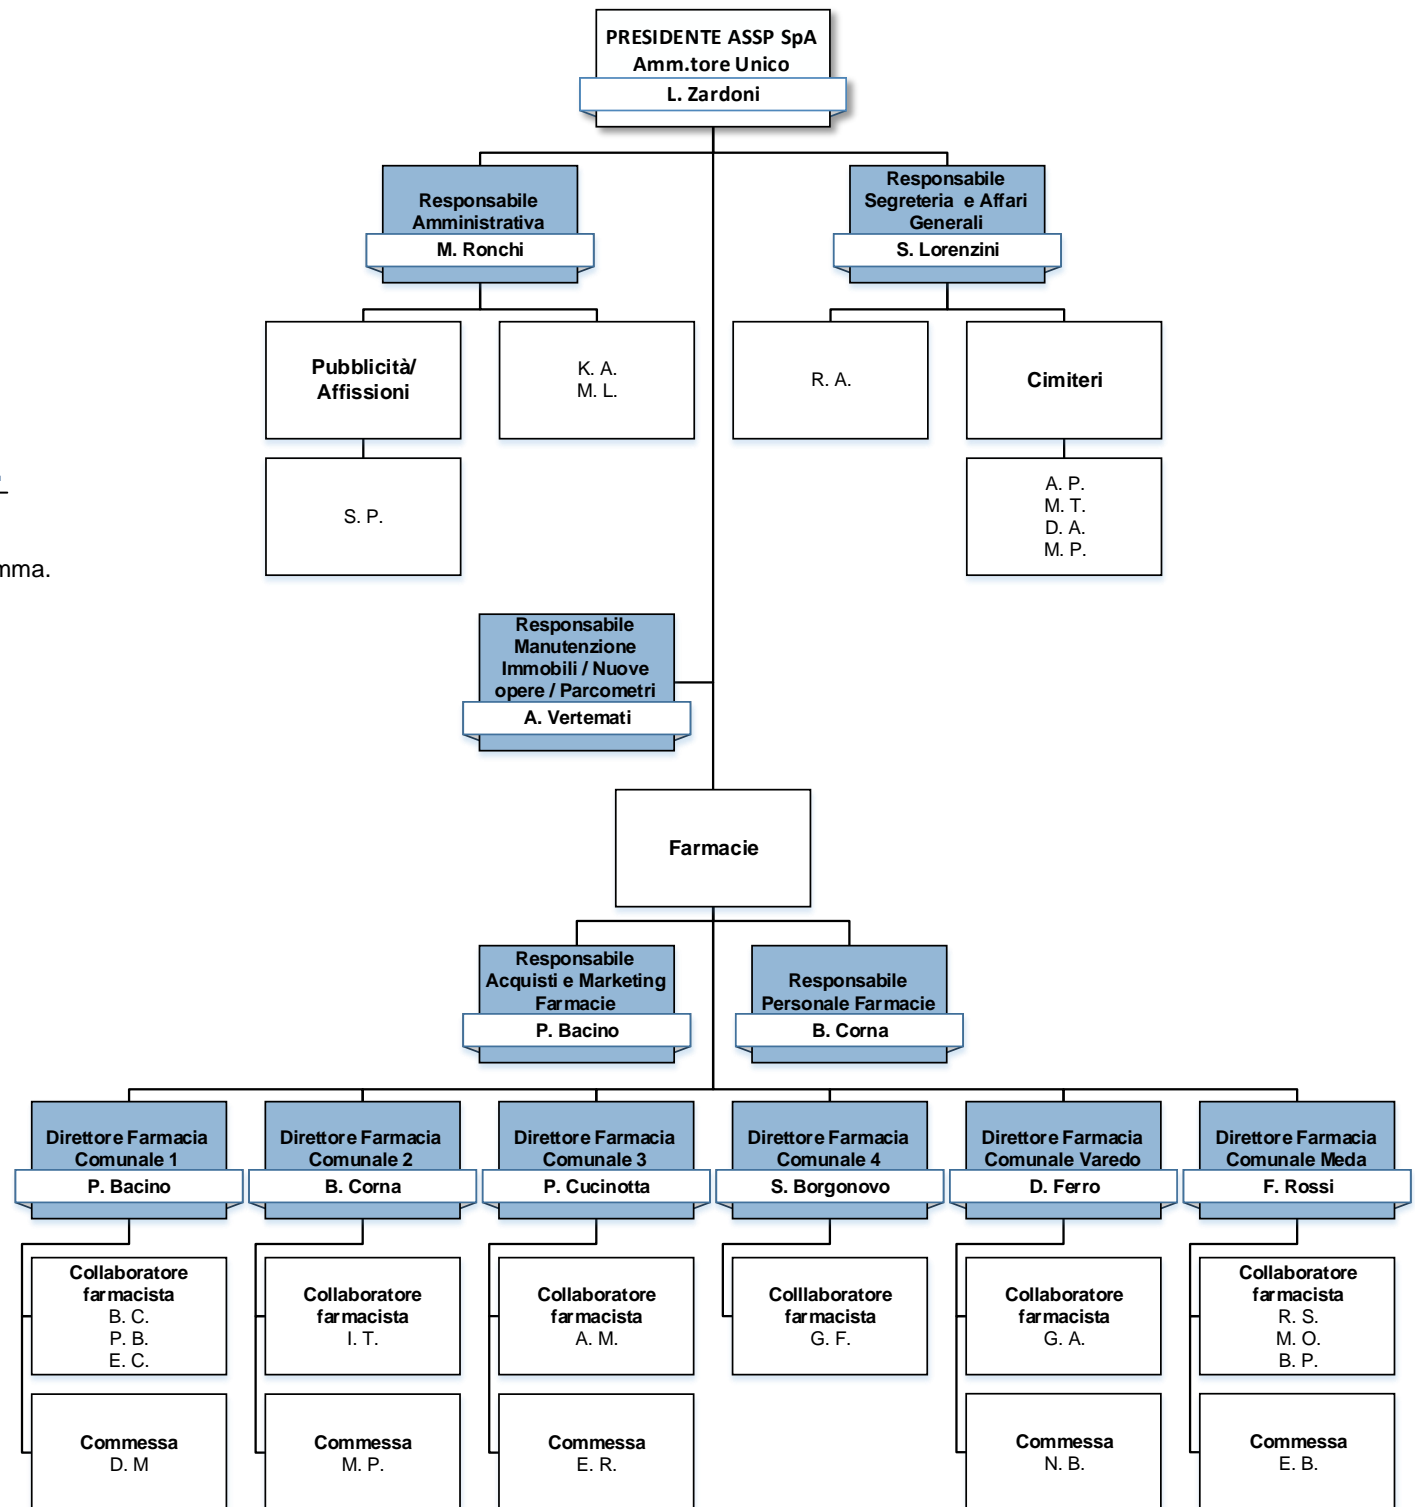 PRESIDENTE ASSP SpA
Amm.tore Unico
L. Zardoni
Responsabile
Amministrativa
M. Ronchi
Responsabile
Segreteria e Affari
Generali
S. Lorenzini
Pubblicità/
Affissioni
K. A.
M. L.
R. A.
Cimiteri
S. P.
A. P.
M. T.
D. A.
M. P.
mma.
Responsabile
Manutenzione
Immobili / Nuove
opere / Parcometri
A. Vertemati
Farmacie
Responsabile
Acquisti e Marketing
Farmacie
P. Bacino
Responsabile
Personale Farmacie
B. Corna
Direttore Farmacia
Comunale 1
P. Bacino
Direttore Farmacia
Comunale 2
B. Corna
Direttore Farmacia
Comunale 3
P. Cucinotta
Direttore Farmacia
Comunale 4
S. Borgonovo
Direttore Farmacia
Comunale Varedo
D. Ferro
Direttore Farmacia
Comunale Meda
F. Rossi
Collaboratore
farmacista
B. C.
P. B.
E. C.
Collaboratore
farmacista
I. T.
Collaboratore
farmacista
A. M.
Colllaboratore
farmacista
G. F.
Collaboratore
farmacista
G. A.
Collaboratore
farmacista
R. S.
M. O.
B. P.
Commessa
D. M
Commessa
M. P.
Commessa
E. R.
Commessa
N. B.
Commessa
E. B.